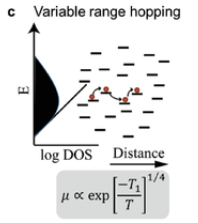 c Variable range hopping
E
log DOS Distance
μ ∝ exp[−T₁/T]^1/4